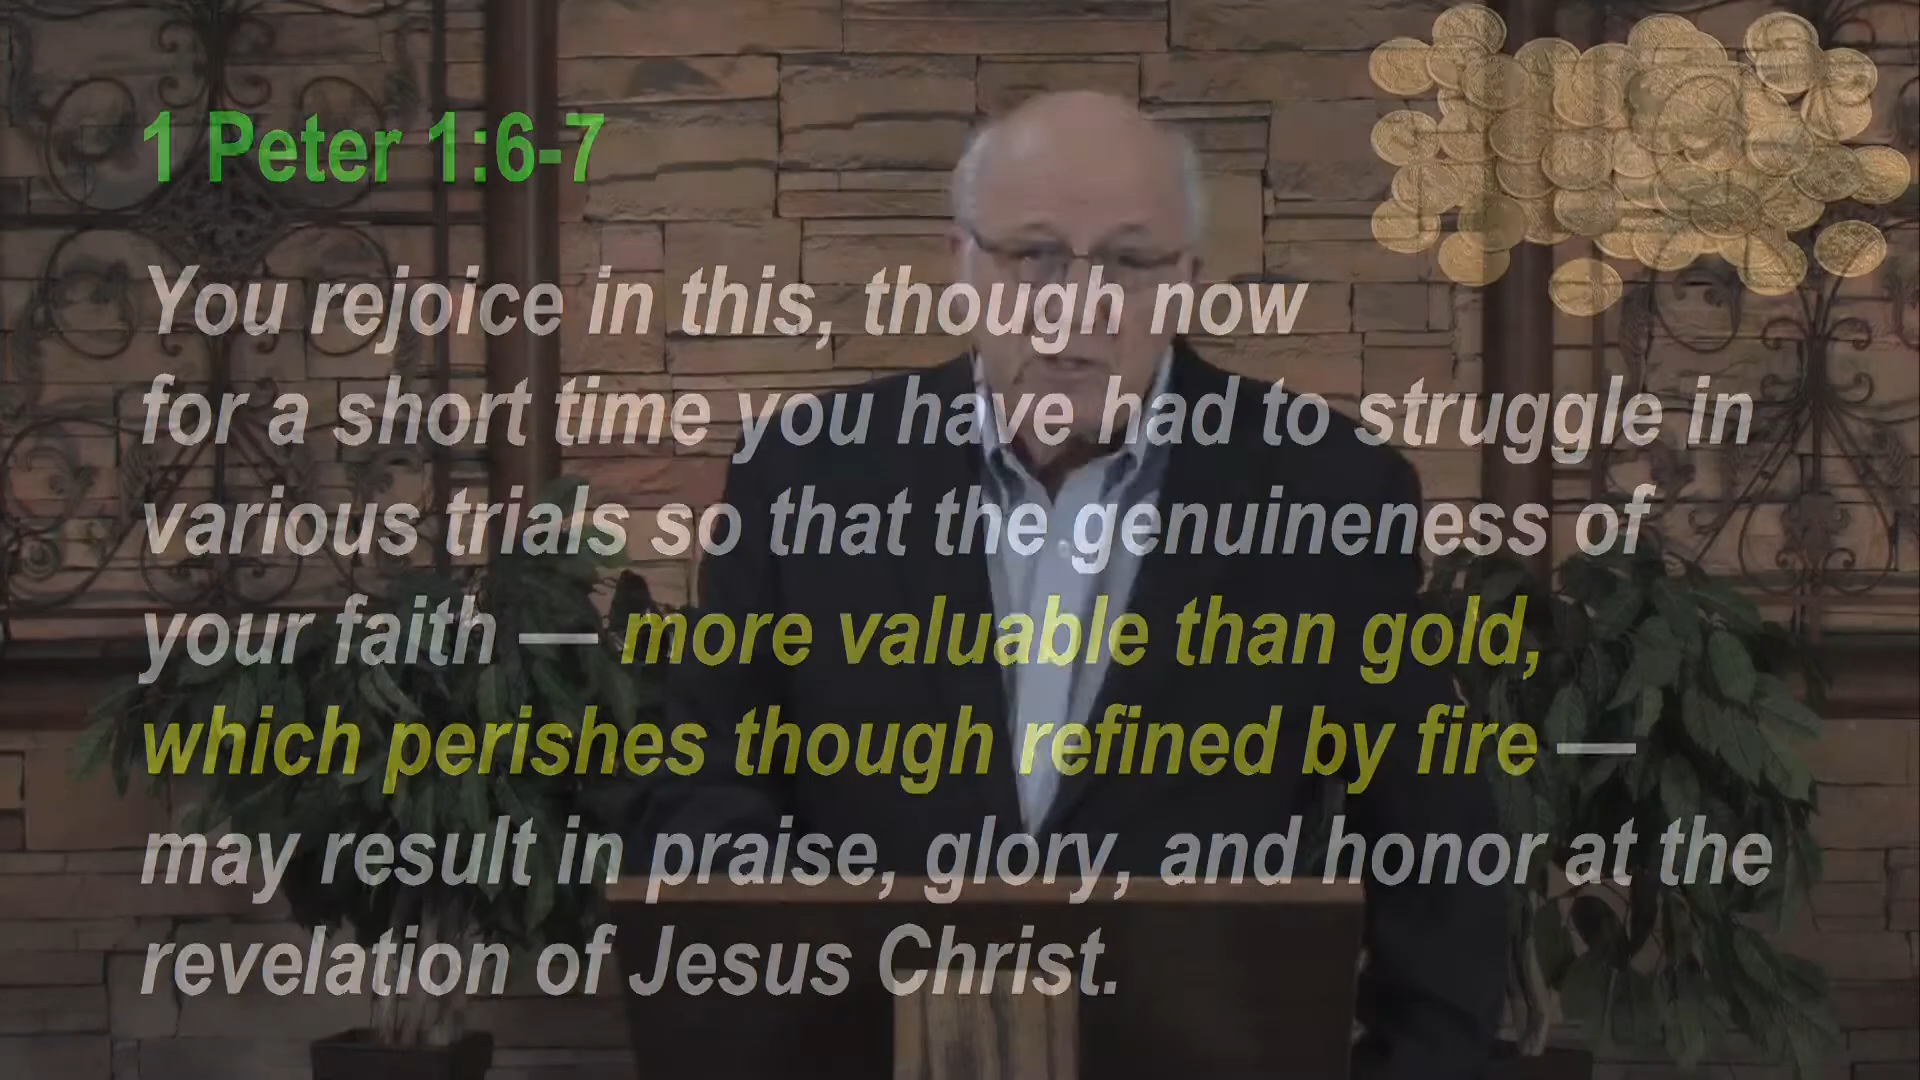 1 Peter 1:6-7
You rejoice in this, though now
for a short time you have had to struggle in
various trials so that the genuineness of
your faith — more valuable than gold,
which perishes though refined by fire —
may result in praise, glory, and honor at the
revelation of Jesus Christ.